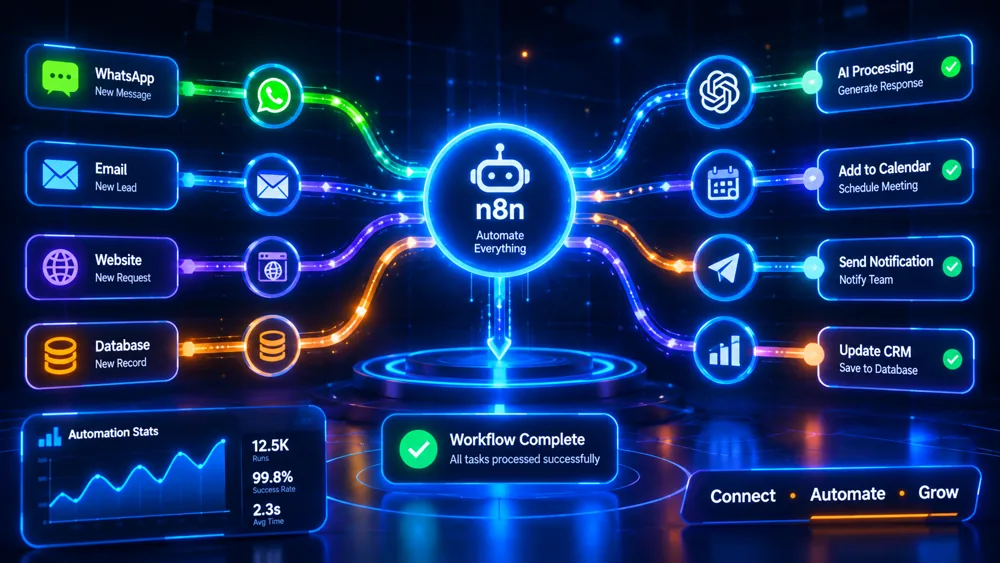 WhatsApp
New Message
Email
New Lead
Website
New Request
Database
New Record
n8n
Automate
Everything
AI Processing
Generate Response
Add to Calendar
Schedule Meeting
Send Notification
Notify Team
Update CRM
Save to Database
Automation Stats
12.5K
Runs
99.8%
Success Rate
2.3s
Avg Time
Workflow Complete
All tasks processed successfully
Connect • Automate • Grow